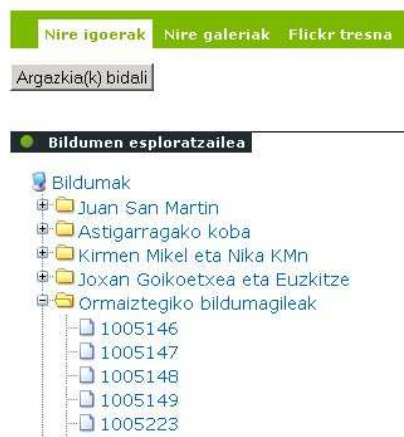 Nire igoerak Nire galeriak Flickr tresna
Argazkia(k) bidali
Bildumen esploratzailea
Bildumak
Juan San Martin
Astigarragako koba
Kirmen Mikel eta Nika KMn
Joxan Goikoetxea eta Euzkitze
Ormaiztegiko bildumagileak
1005146
1005147
1005148
1005149
1005223